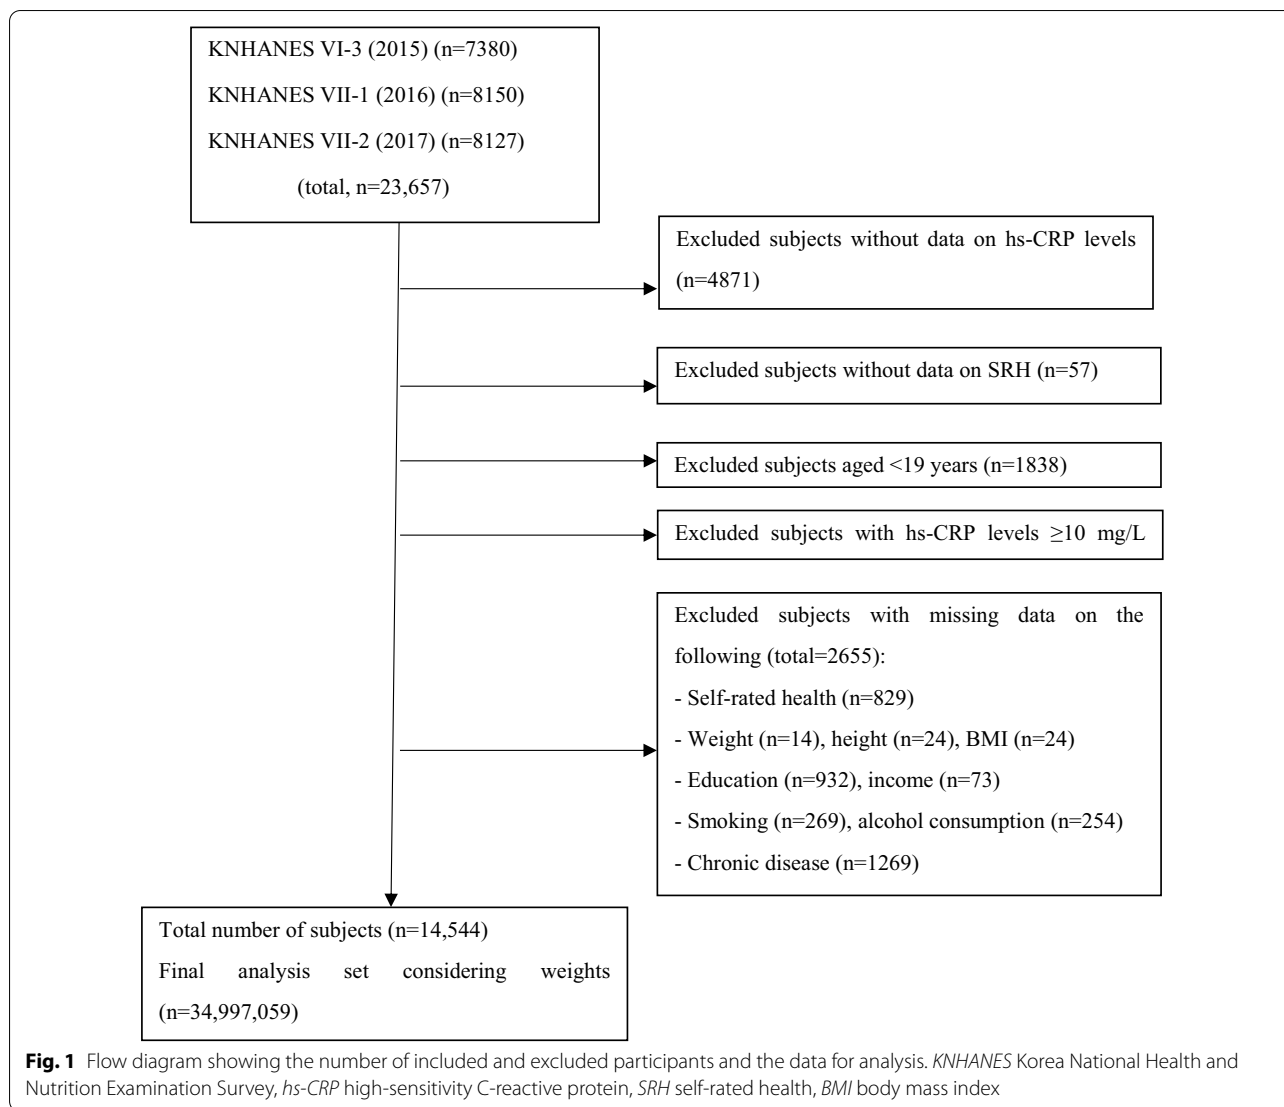 KNHANES VI-3 (2015) (n=7380)
KNHANES VII-1 (2016) (n=8150)
KNHANES VII-2 (2017) (n=8127)
(total, n=23,657)
Excluded subjects without data on hs-CRP levels
(n=4871)
Excluded subjects without data on SRH (n=57)
Excluded subjects aged <19 years (n=1838)
Excluded subjects with hs-CRP levels ≥10 mg/L
Excluded subjects with missing data on the
following (total=2655):
- Self-rated health (n=829)
- Weight (n=14), height (n=24), BMI (n=24)
- Education (n=932), income (n=73)
- Smoking (n=269), alcohol consumption (n=254)
- Chronic disease (n=1269)
Total number of subjects (n=14,544)
Final analysis set considering weights
(n=34,997,059)
Fig. 1 Flow diagram showing the number of included and excluded participants and the data for analysis. KNHANES Korea National Health and
Nutrition Examination Survey, hs-CRP high-sensitivity C-reactive protein, SRH self-rated health, BMI body mass index